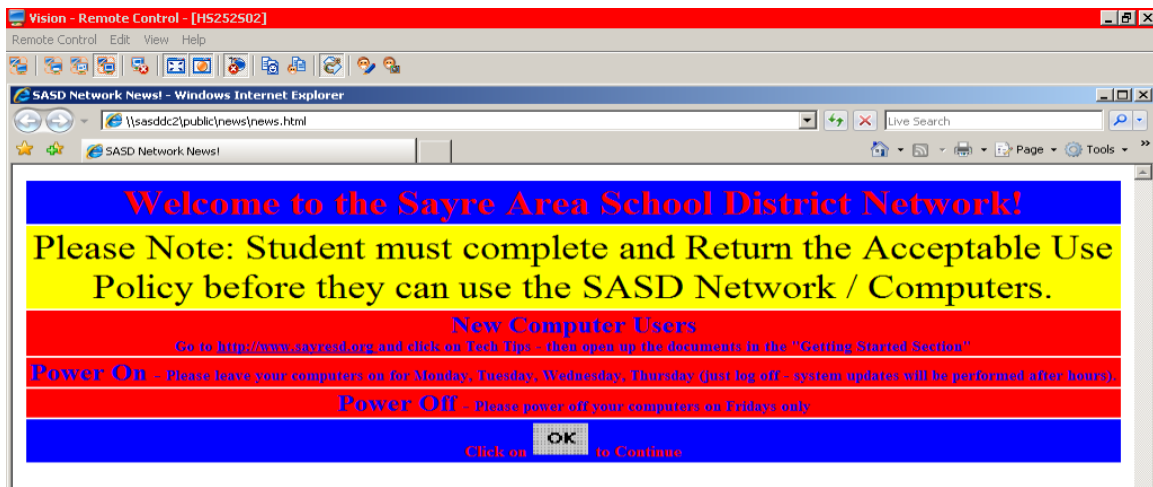 Vision - Remote Control - [HS252S02]
Remote Control Edit View Help
SASD Network News! - Windows Internet Explorer
\\sasddc2\public\news\news.html
Live Search
SASD Network News!
Page
Tools
Welcome to the Sayre Area School District Network!
Please Note: Student must complete and Return the Acceptable Use
Policy before they can use the SASD Network / Computers.
New Computer Users
Go to http://www.sayresd.org and click on Tech Tips - then open up the documents in the "Getting Started Section"
Power On - Please leave your computers on for Monday, Tuesday, Wednesday, Thursday (just log off - system updates will be performed after hours).
Power Off - Please power off your computers on Fridays only
Click on OK to Continue